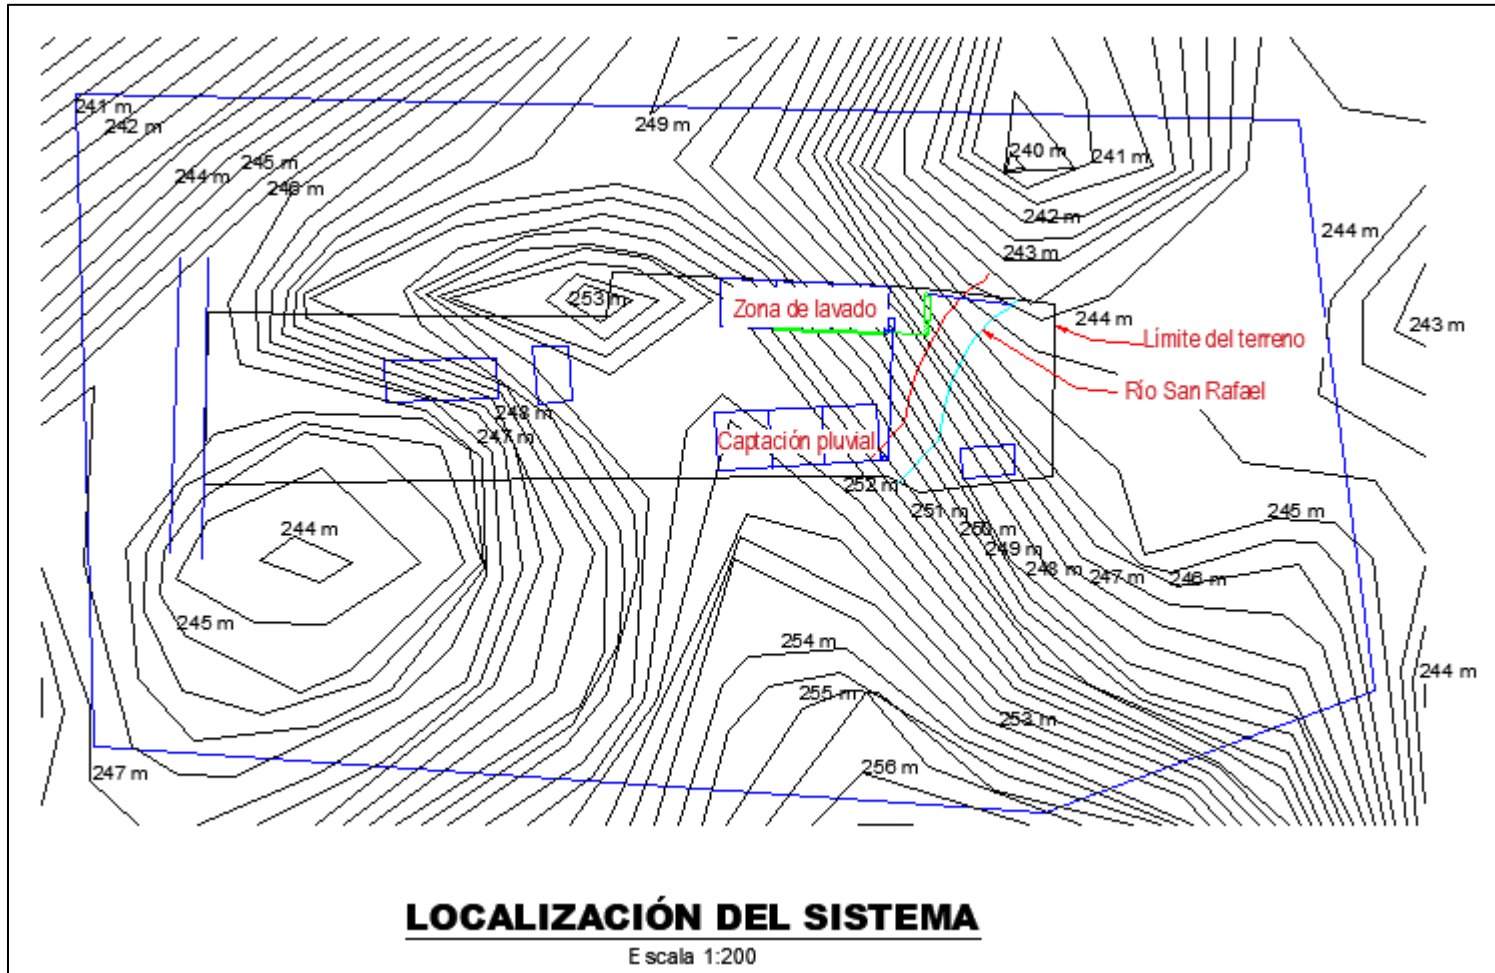 241 m
242 m
249 m
240 m
241 m
245 m
244 m
246 m
242 m
244 m
243 m
253 m
Zona de lavado
244 m
243 m
Límite del terreno
Río San Rafael
248 m
247 m
Captación pluvial
252 m
251 m
250 m
249 m
248 m
247 m
246 m
245 m
244 m
245 m
254 m
255 m
253 m
244 m
247 m
256 m
LOCALIZACIÓN DEL SISTEMA
Escala 1:200